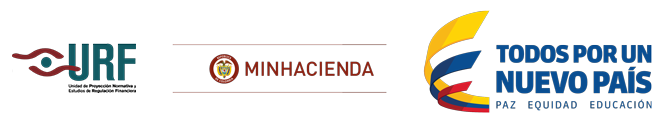 URF
Unidad de Proyección Normativa y
Estudios de Regulación Financiera
MINHACIENDA
TODOS POR UN
NUEVO PAÍS
PAZ EQUIDAD EDUCACIÓN